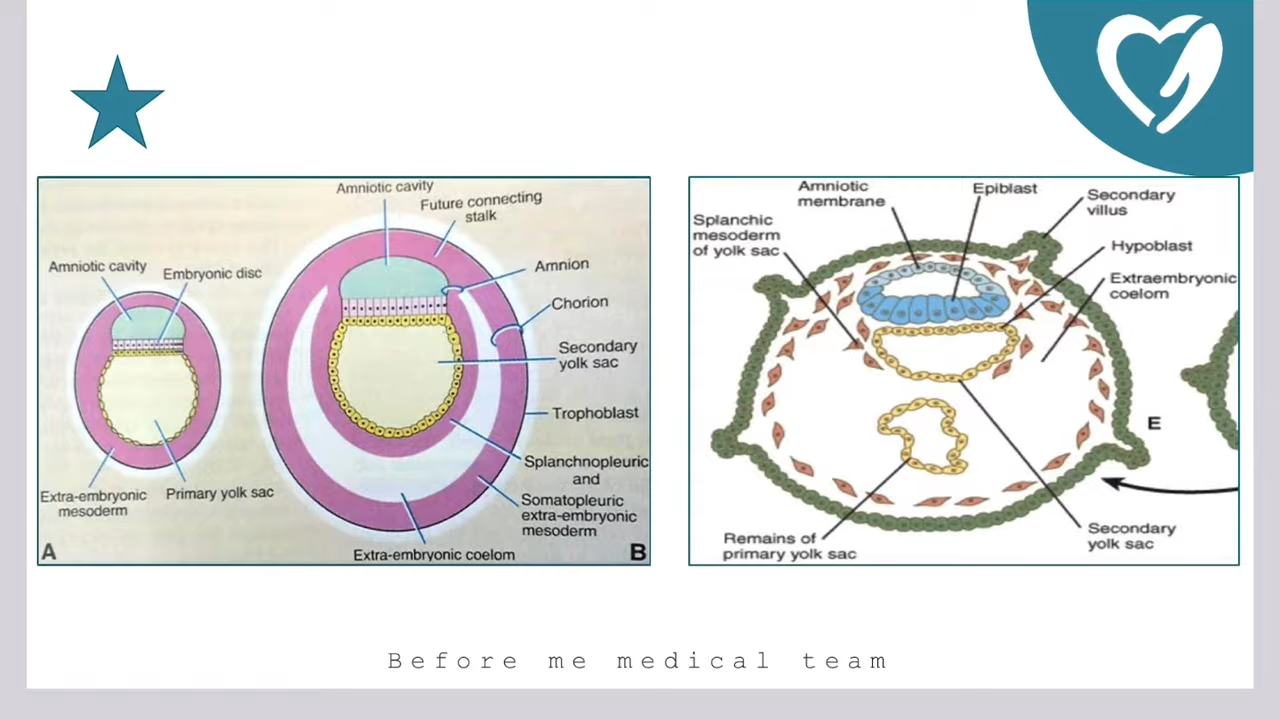 Amniotic cavity
Embryonic disc
Extra-embryonic
mesoderm
Primary yolk sac
A
Amniotic cavity
Future connecting
stalk
Amnion
Chorion
Secondary
yolk sac
Trophoblast
Splanchnopleuric
and
Somatopleuric
extra-embryonic
mesoderm
Extra-embryonic coelom
B
Amniotic
membrane
Epiblast
Secondary
villus
Splanchic
mesoderm
of yolk sac
Hypoblast
Extraembryonic
coelom
E
Remains of
primary yolk sac
Secondary
yolk sac
Before me medical team